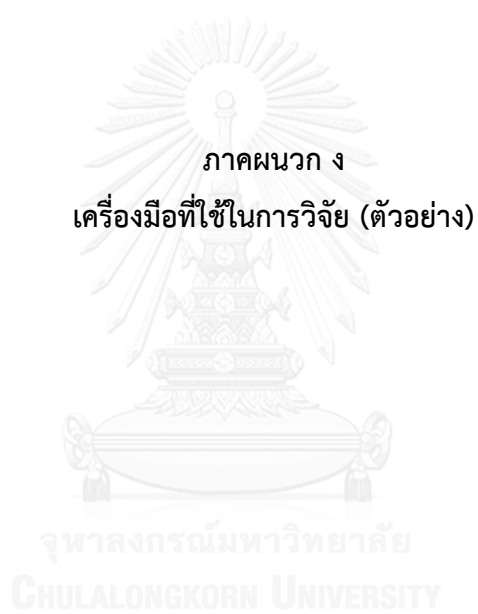 ภาคผนวก ง
เครื่องมือที่ใช้ในการวิจัย (ตัวอย่าง)
จุฬาลงกรณ์มหาวิทยาลัย
CHULALONGKORN UNIVERSITY